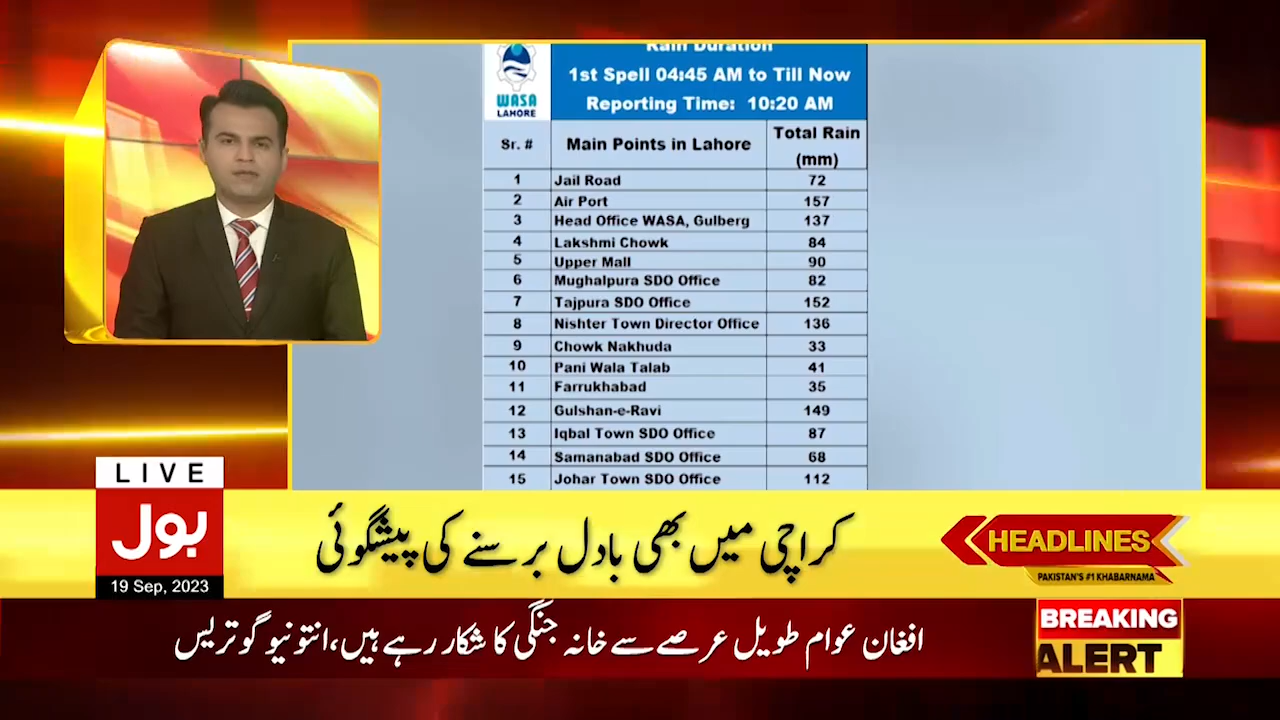 Rain Duration
1st Spell 04:45 AM to Till Now
Reporting Time: 10:20 AM
WASA
LAHORE
Sr. # Main Points in Lahore Total Rain (mm)
1 Jail Road 72
2 Air Port 157
3 Head Office WASA, Gulberg 137
4 Lakshmi Chowk 84
5 Upper Mall 90
6 Mughalpura SDO Office 82
7 Tajpura SDO Office 152
8 Nishter Town Director Office 136
9 Chowk Nakhuda 33
10 Pani Wala Talab 41
11 Farrukhabad 35
12 Gulshan-e-Ravi 149
13 Iqbal Town SDO Office 87
14 Samanabad SDO Office 68
15 Johar Town SDO Office 112
LIVE
بول
19 Sep, 2023
کراچی میں بھی بادل برسنے کی پیشگوئی
HEADLINES
PAKISTAN'S #1 KHABARNAMA
افغان عوام طویل عرصے سے خانہ جنگی کا شکار رہے ہیں، انتونیو گوتریس
BREAKING
ALERT